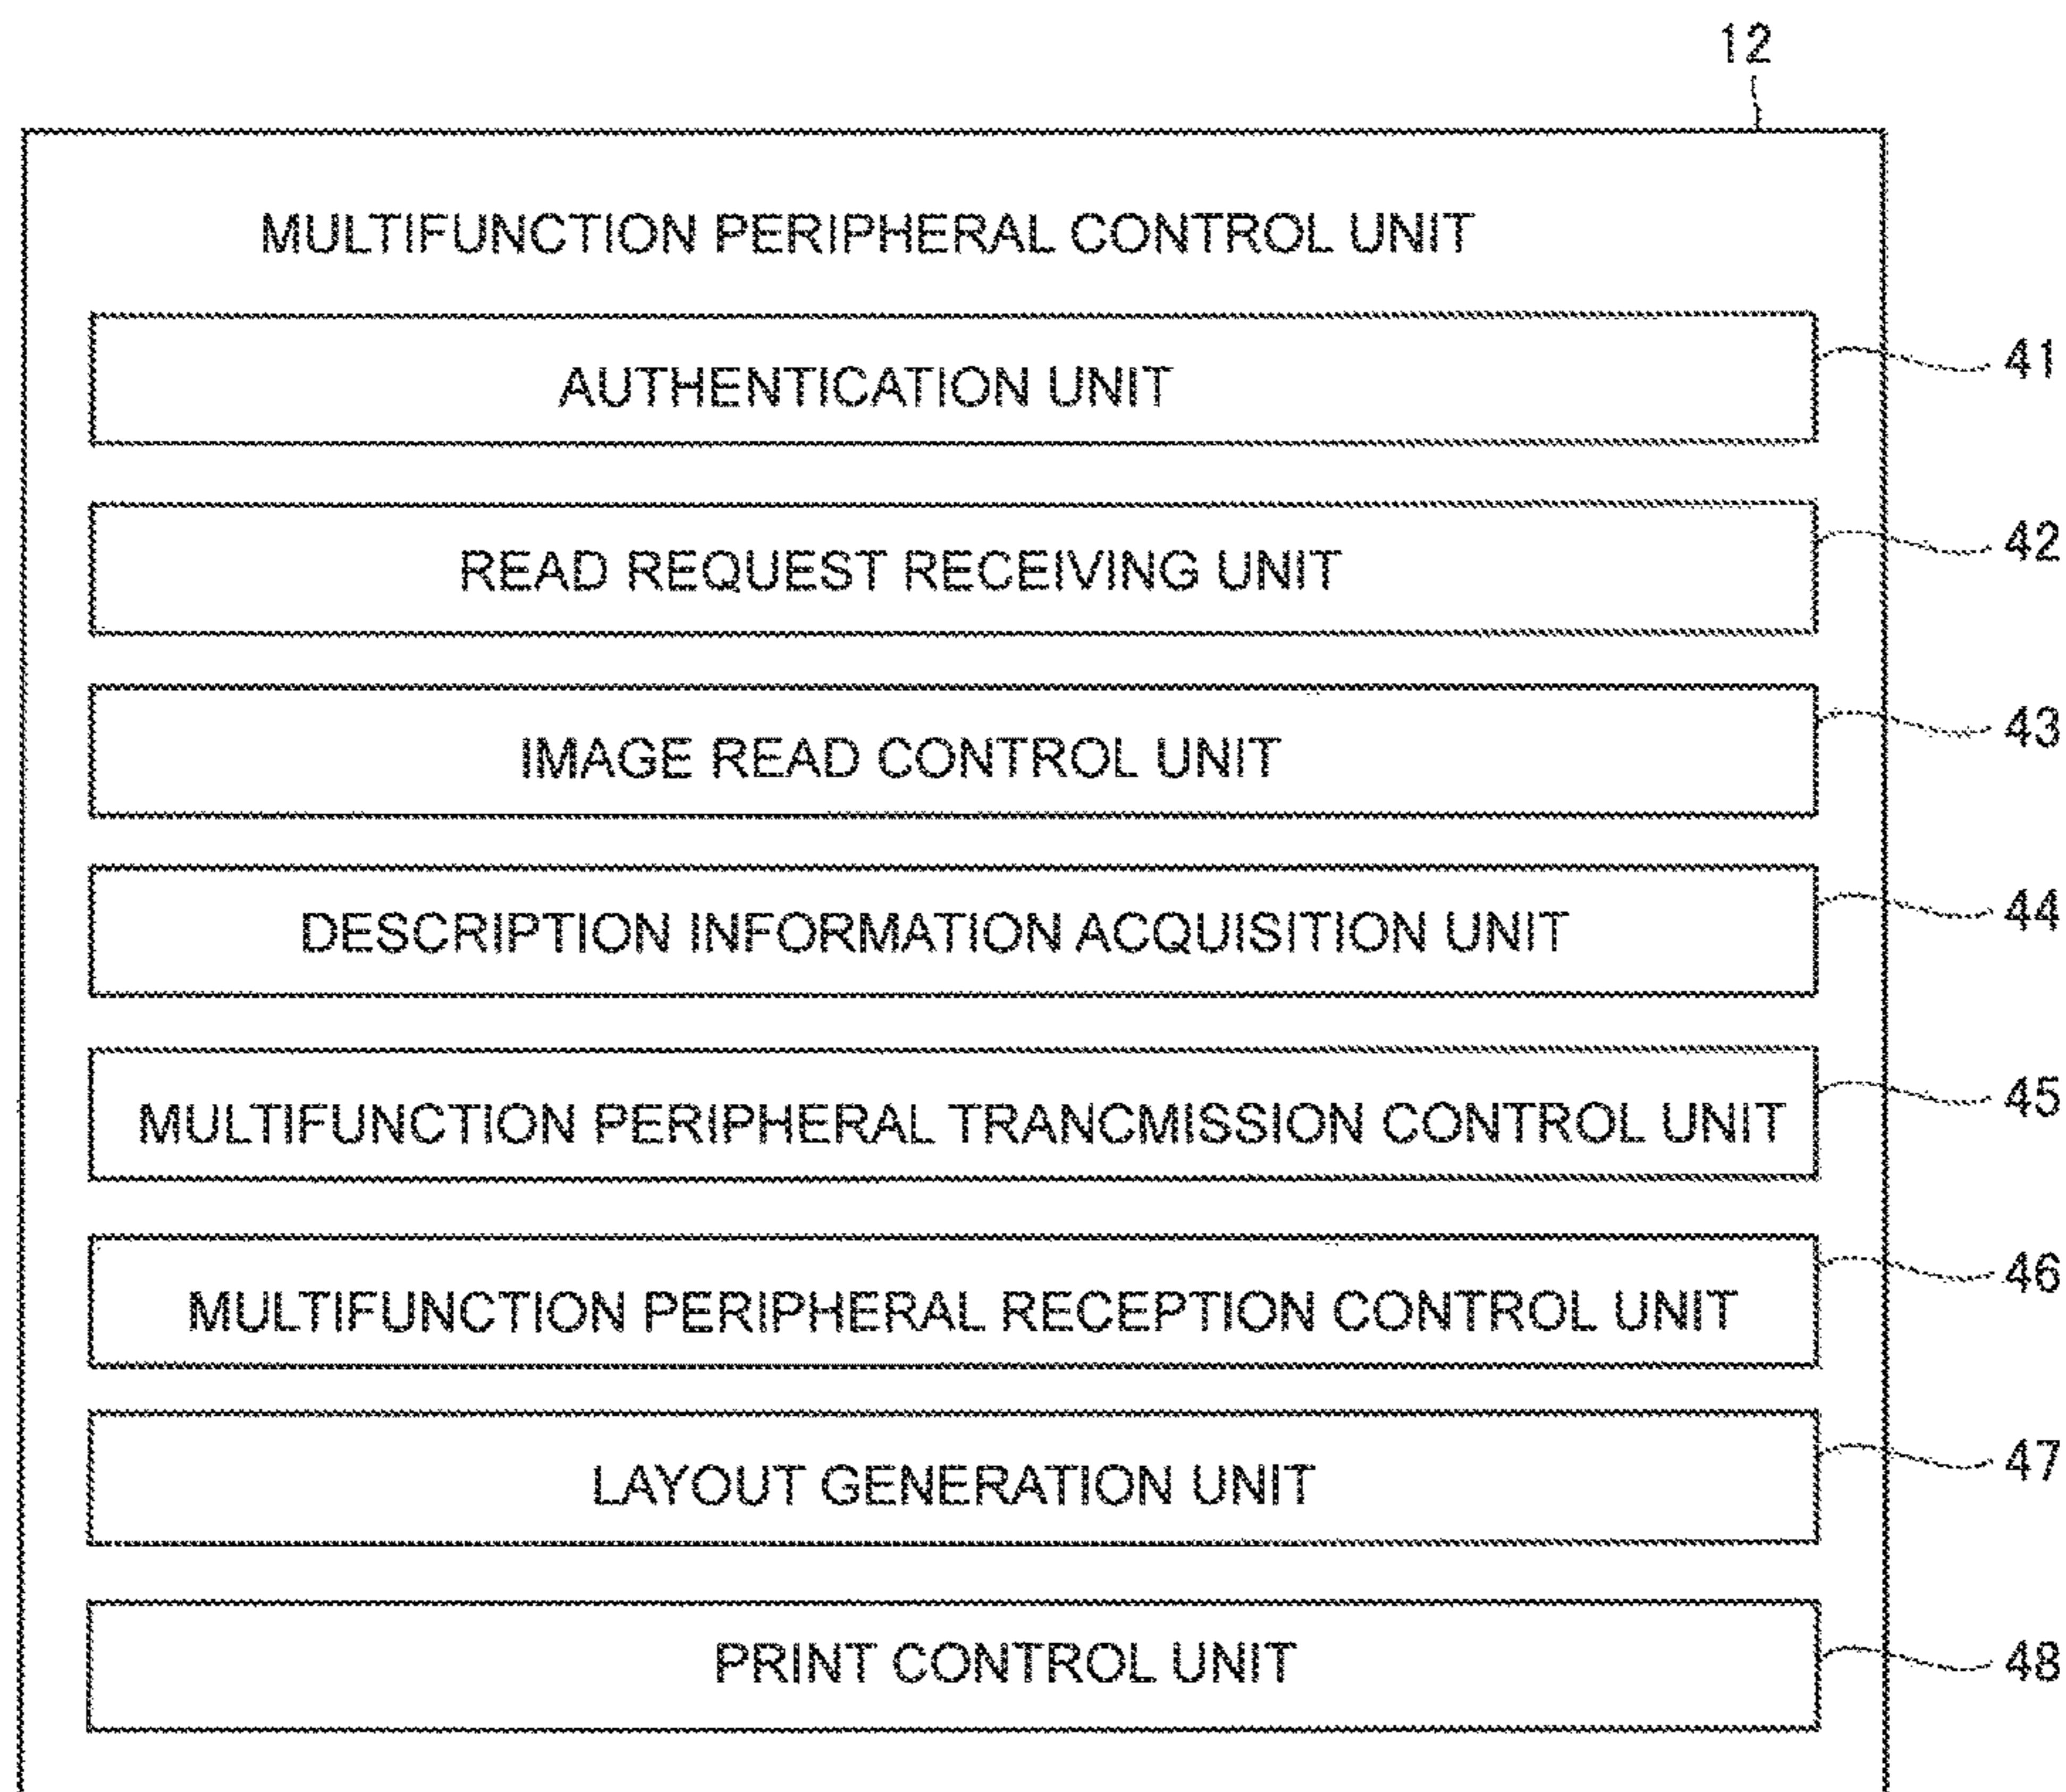 12
MULTIFUNCTION PERIPHERAL CONTROL UNIT
AUTHENTICATION UNIT 41
READ REQUEST RECEIVING UNIT 42
IMAGE READ CONTROL UNIT 43
DESCRIPTION INFORMATION ACQUISITION UNIT 44
MULTIFUNCTION PERIPHERAL TRANCMISSION CONTROL UNIT 45
MULTIFUNCTION PERIPHERAL RECEPTION CONTROL UNIT 46
LAYOUT GENERATION UNIT 47
PRINT CONTROL UNIT 48